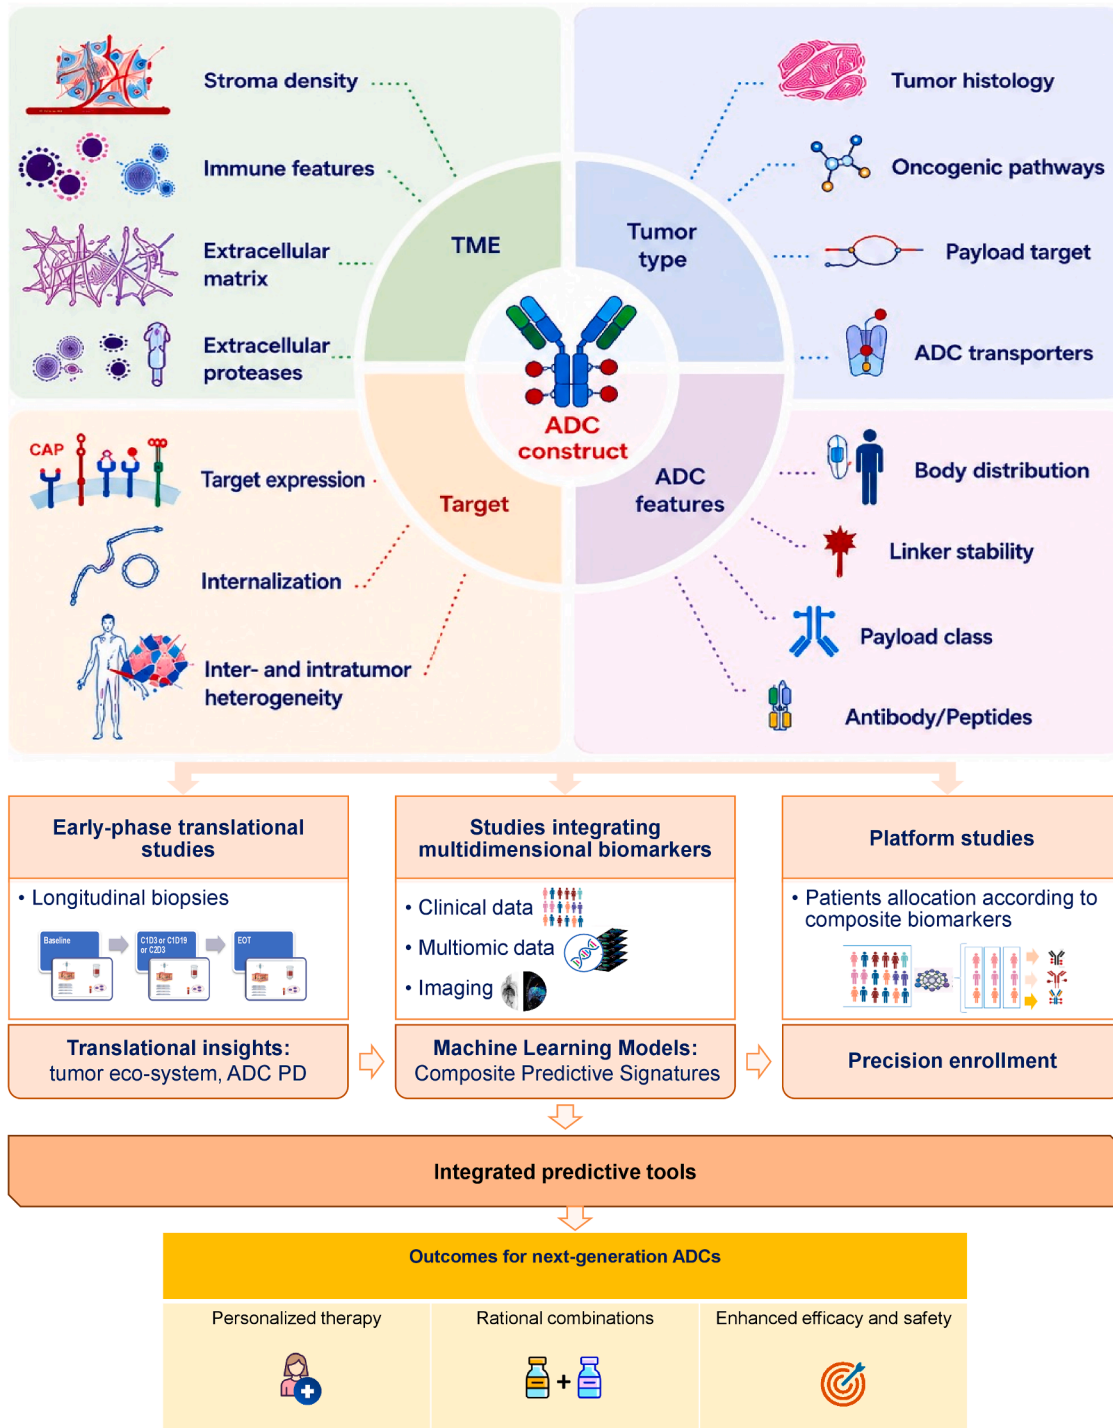 Stroma density
Immune features
Extracellular
matrix
Extracellular
proteases
TME
Tumor
type
Tumor histology
Oncogenic pathways
Payload target
ADC transporters
ADC
construct
CAP
Target expression
Internalization
Inter- and intratumor
heterogeneity
Target
ADC
features
Body distribution
Linker stability
Payload class
Antibody/Peptides
Early-phase translational
studies
• Longitudinal biopsies
Baseline
C1D3 or C1D19
or C2D3
EOT
Translational insights:
tumor eco-system, ADC PD
Studies integrating
multidimensional biomarkers
• Clinical data
• Multiomic data
• Imaging
Machine Learning Models:
Composite Predictive Signatures
Platform studies
• Patients allocation according to
composite biomarkers
Precision enrollment
Integrated predictive tools
Outcomes for next-generation ADCs
Personalized therapy
Rational combinations
Enhanced efficacy and safety